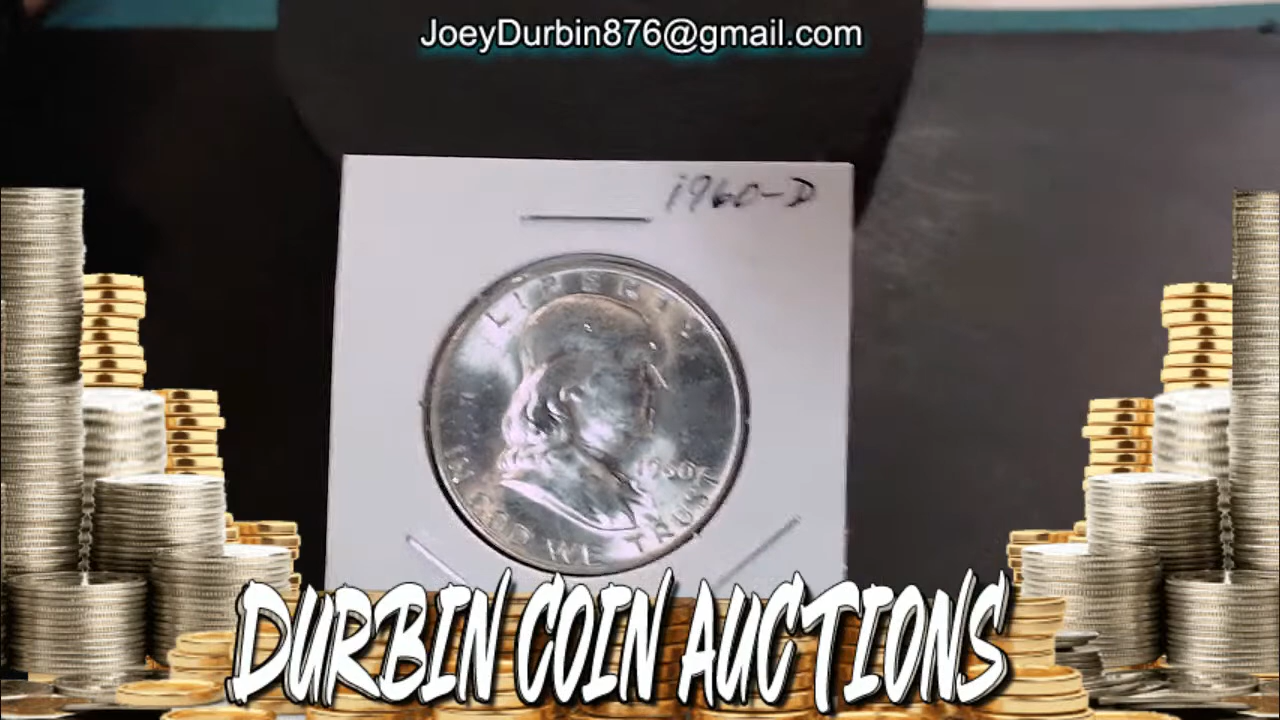 JoeyDurbin876@gmail.com
1960-D
LIBERTY
1960
IN GOD WE TRUST
DURBIN COIN AUCTIONS